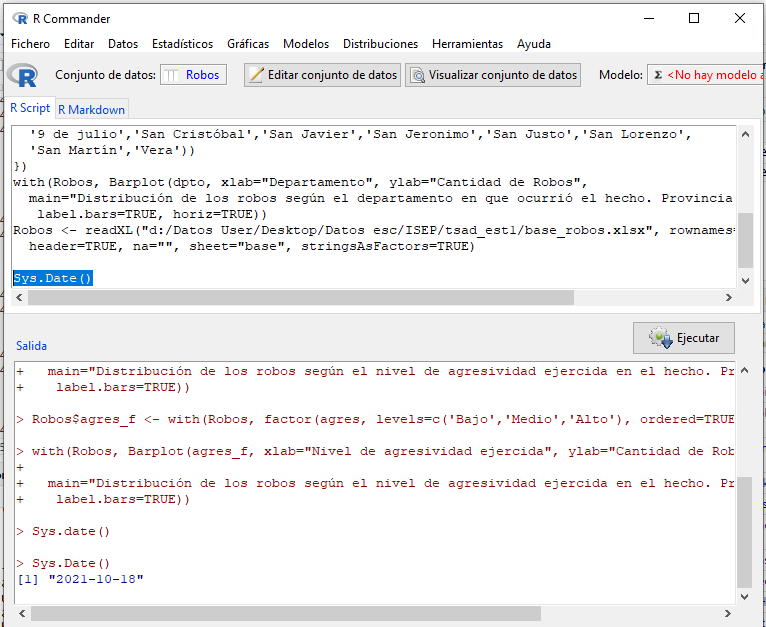 R Commander
Fichero Editar Datos Estadísticos Gráficas Modelos Distribuciones Herramientas Ayuda
Conjunto de datos: Robos Editar conjunto de datos Visualizar conjunto de datos Modelo: Σ <No hay modelo a
R Script R Markdown
'9 de julio','San Cristóbal','San Javier','San Jeronimo','San Justo','San Lorenzo',
'San Martín','Vera'))
})
with(Robos, Barplot(dpto, xlab="Departamento", ylab="Cantidad de Robos",
main="Distribución de los robos según el departamento en que ocurrió el hecho. Provincia
label.bars=TRUE, horiz=TRUE))
Robos <- readXL("d:/Datos User/Desktop/Datos esc/ISEP/tsad_est1/base_robos.xlsx", rownames=
header=TRUE, na="", sheet="base", stringsAsFactors=TRUE)
Sys.Date()
Ejecutar
Salida
+ main="Distribución de los robos según el nivel de agresividad ejercida en el hecho. Pr
+ label.bars=TRUE))
> Robos$agres_f <- with(Robos, factor(agres, levels=c('Bajo','Medio','Alto'), ordered=TRUE
> with(Robos, Barplot(agres_f, xlab="Nivel de agresividad ejercida", ylab="Cantidad de Rob
+
+ main="Distribución de los robos según el nivel de agresividad ejercida en el hecho. Pr
+ label.bars=TRUE))
> Sys.date()
> Sys.Date()
[1] "2021-10-18"